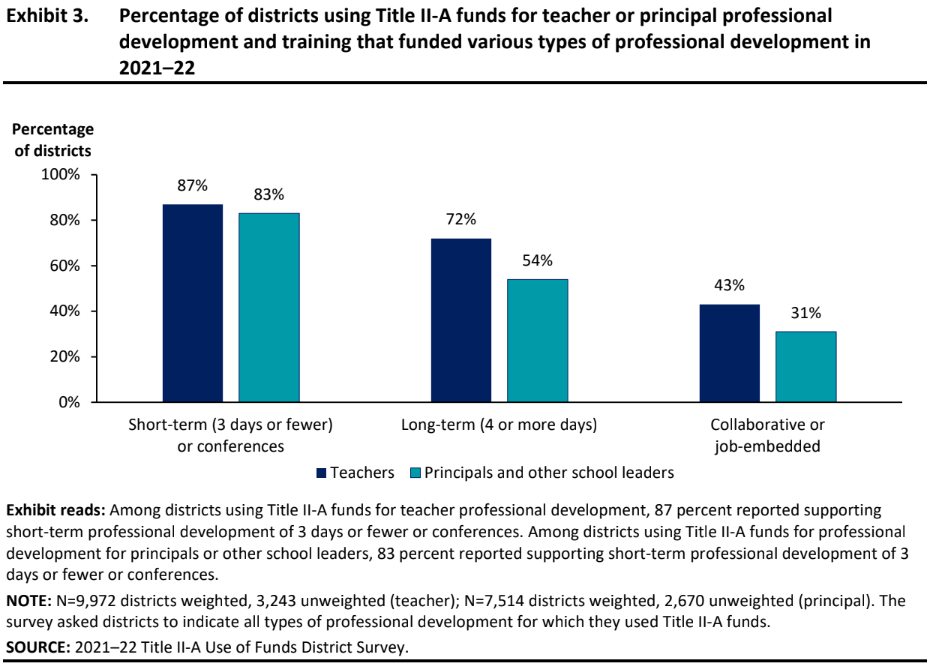 Exhibit 3. Percentage of districts using Title II-A funds for teacher or principal professional
development and training that funded various types of professional development in
2021–22
Percentage
of districts
100%
80%
60%
40%
20%
0%
87%
83%
72%
54%
43%
31%
Short-term (3 days or fewer)
or conferences
Long-term (4 or more days)
Collaborative or
job-embedded
Teachers
Principals and other school leaders
Exhibit reads: Among districts using Title II-A funds for teacher professional development, 87 percent reported supporting
short-term professional development of 3 days or fewer or conferences. Among districts using Title II-A funds for professional
development for principals or other school leaders, 83 percent reported supporting short-term professional development of 3
days or fewer or conferences.
NOTE: N=9,972 districts weighted, 3,243 unweighted (teacher); N=7,514 districts weighted, 2,670 unweighted (principal). The
survey asked districts to indicate all types of professional development for which they used Title II-A funds.
SOURCE: 2021–22 Title II-A Use of Funds District Survey.